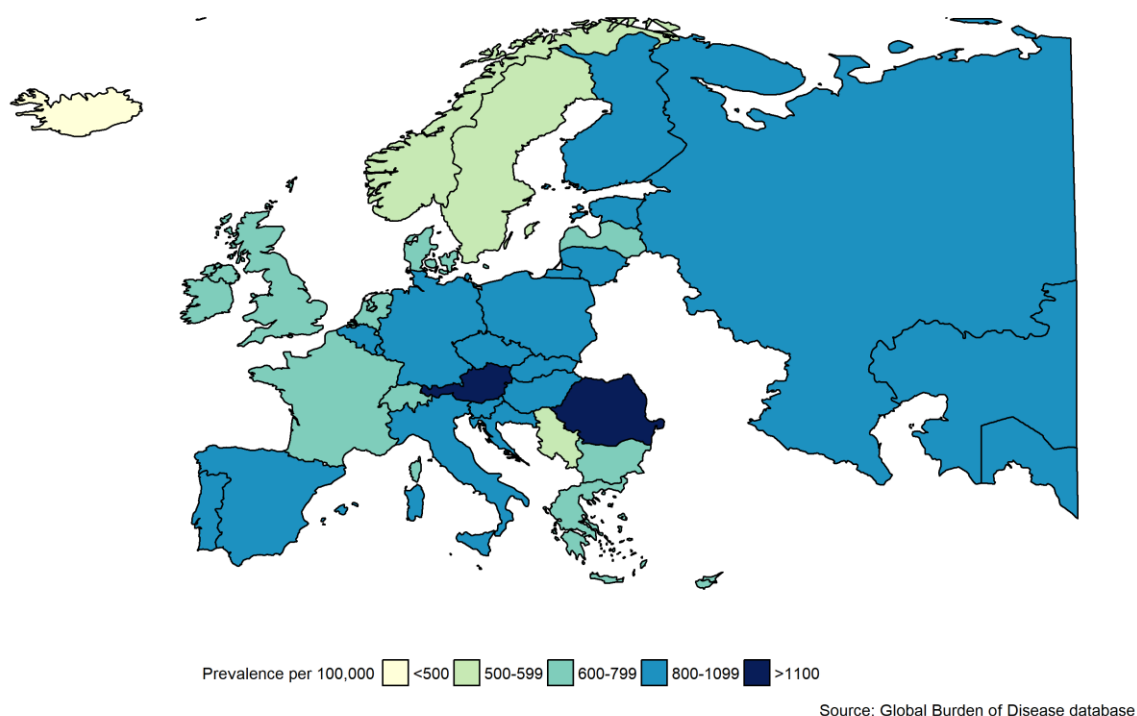 Prevalence per 100,000 <500 500-599 600-799 800-1099 >1100
Source: Global Burden of Disease database